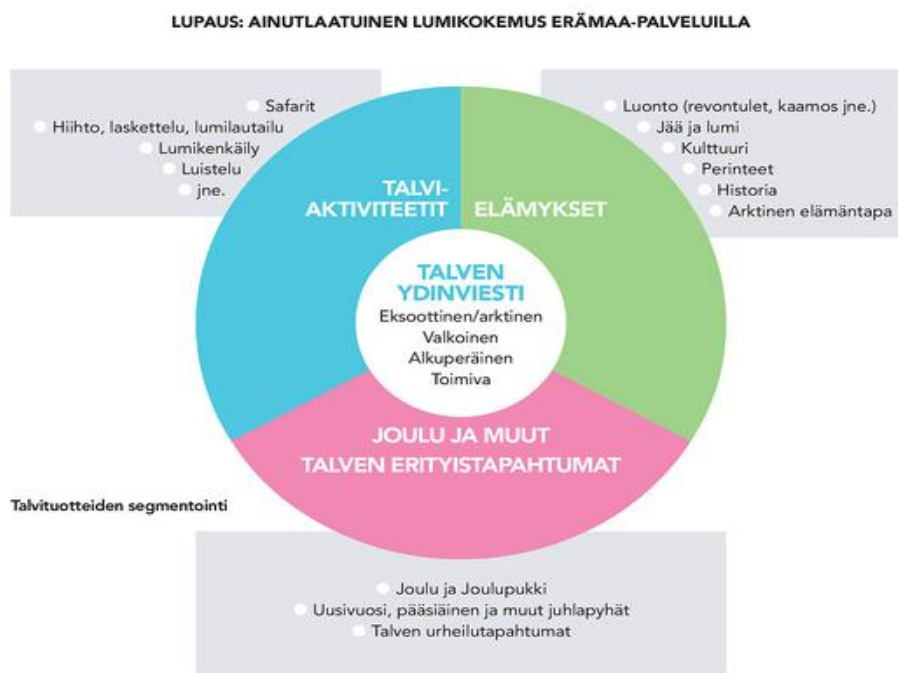 LUPAUS: AINUTLAATUINEN LUMIKOKEMUS ERÄMAA-PALVELUILLA
Safarit
Hiihto, laskettelu, lumilautailu
Lumikenkäily
Luistelu
jne.
Luonto (revontulet, kaamos jne.)
Jää ja lumi
Kulttuuri
Perinteet
Historia
Arktinen elämäntapa
TALVI-
AKTIVITEETIT
ELÄMYKSET
TALVEN
YDINVIESTI
Eksoottinen/arktinen
Valkoinen
Alkuperäinen
Toimiva
JOULU JA MUUT
TALVEN ERITYISTAPAHTUMAT
Talvituotteiden segmentointi
Joulu ja Joulupukki
Uusivuosi, pääsiäinen ja muut juhlapyhät
Talven urheilutapahtumat